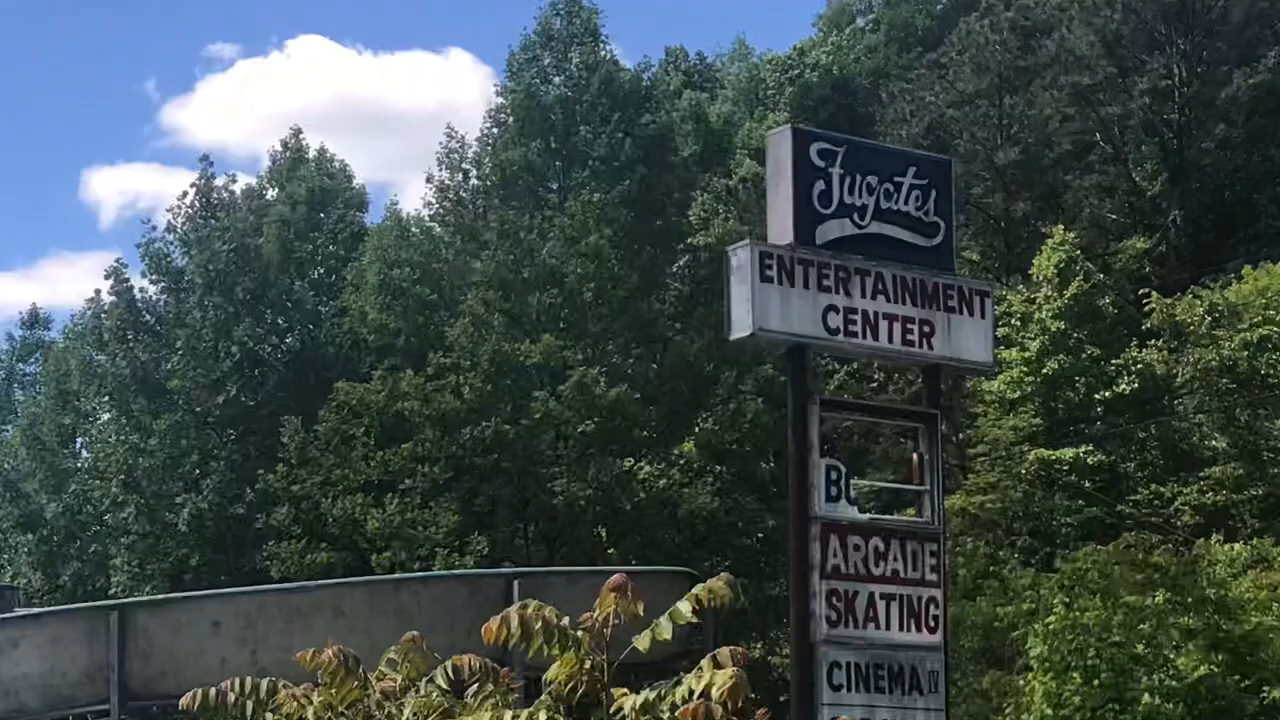 Fugates
ENTERTAINMENT
CENTER
ARCADE
SKATING
CINEMA IV